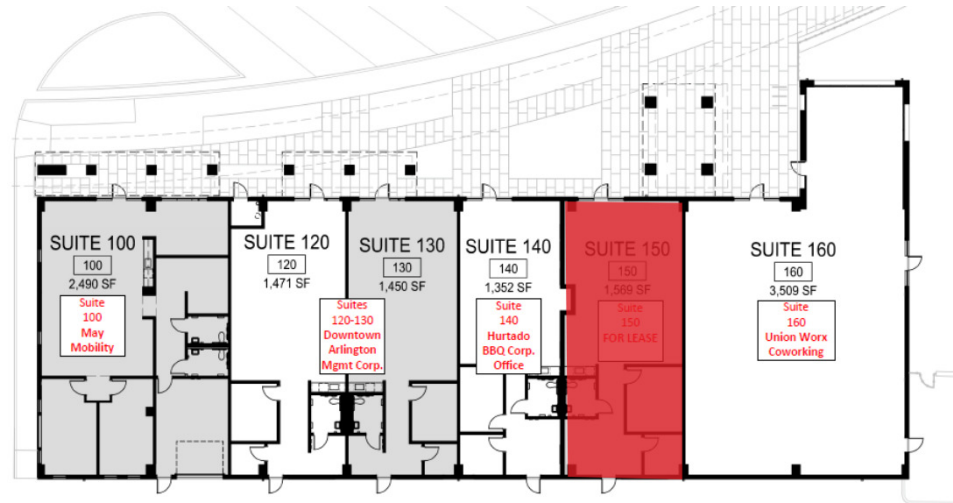 SUITE 100
100
2,490 SF
Suite
100
May
Mobility
SUITE 120
120
1,471 SF
Suites
120-130
Downtown
Arlington
Mgmt Corp.
SUITE 130
130
1,450 SF
SUITE 140
140
1,352 SF
Suite
140
Hurtado
BBQ Corp.
Office
SUITE 150
150
1,569 SF
Suite
150
FOR LEASE
SUITE 160
160
3,509 SF
Suite
160
Union Worx
Coworking